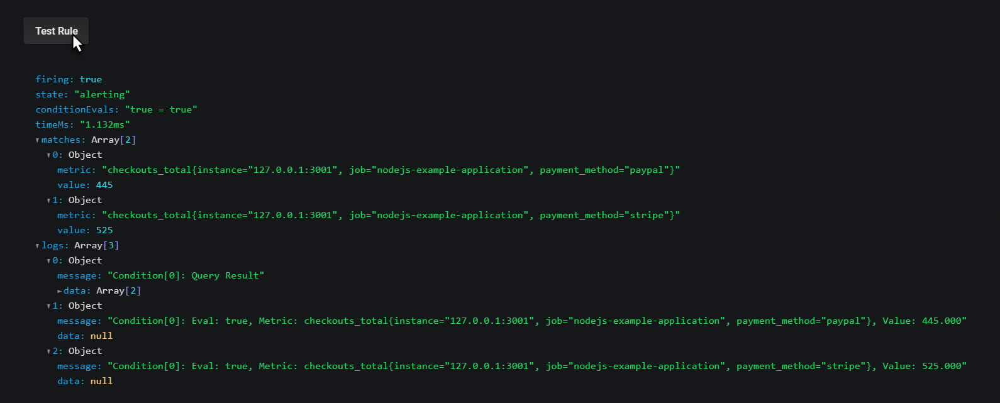 Test Rule
firing: true
state: "alerting"
conditionEvals: "true = true"
timeMs: "1.132ms"
▾matches: Array[2]
▾0: Object
metric: "checkouts_total{instance="127.0.0.1:3001", job="nodejs-example-application", payment_method="paypal"}"
value: 445
▾1: Object
metric: "checkouts_total{instance="127.0.0.1:3001", job="nodejs-example-application", payment_method="stripe"}"
value: 525
▾logs: Array[3]
▾0: Object
message: "Condition[0]: Query Result"
▸data: Array[2]
▾1: Object
message: "Condition[0]: Eval: true, Metric: checkouts_total{instance="127.0.0.1:3001", job="nodejs-example-application", payment_method="paypal"}, Value: 445.000"
data: null
▾2: Object
message: "Condition[0]: Eval: true, Metric: checkouts_total{instance="127.0.0.1:3001", job="nodejs-example-application", payment_method="stripe"}, Value: 525.000"
data: null